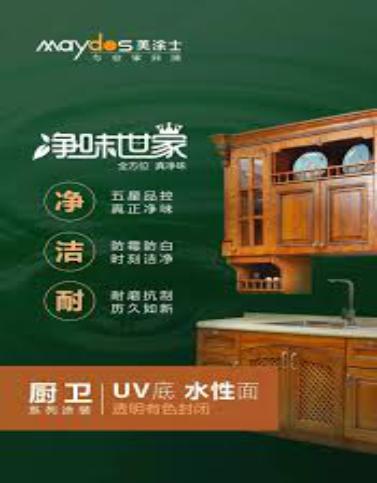 maydos 美涂士
专业家具漆
净味世家
全方位 真净味
净
五星品控
真正净味
洁
防霉防白
时刻洁净
耐
耐磨抗刮
历久如新
厨卫
系列涂装
UV底 水性面
透明有色封闭